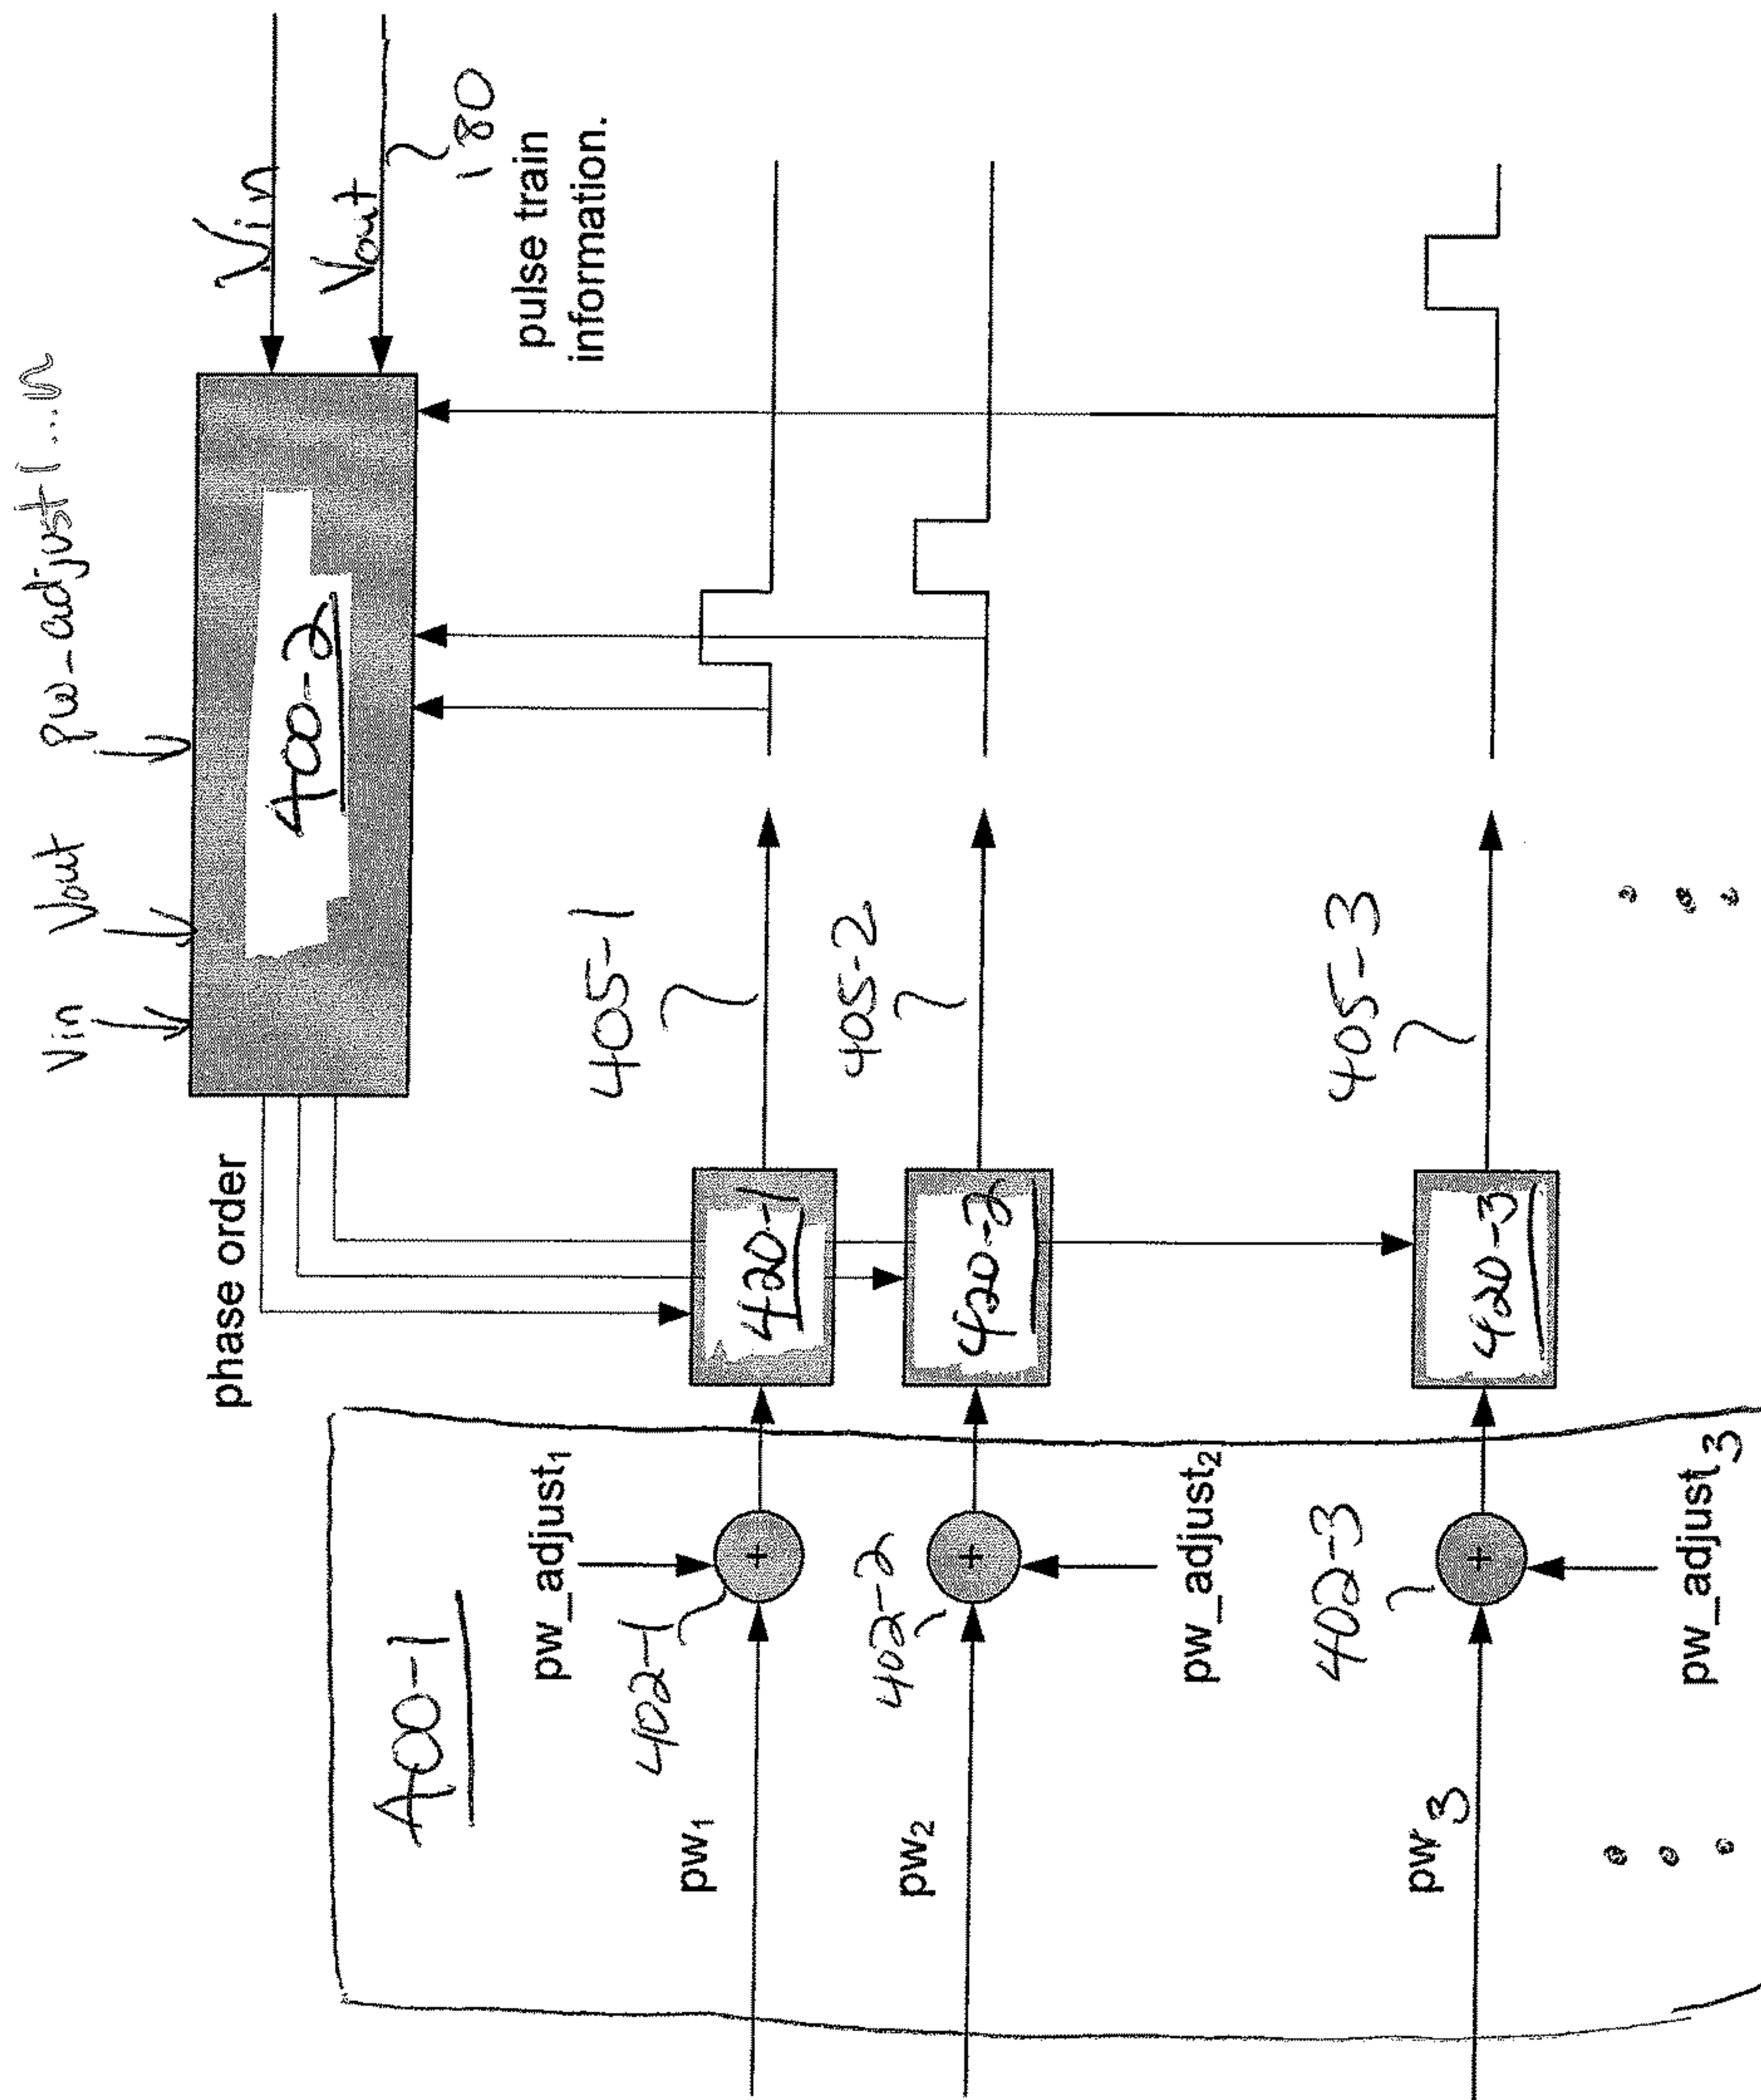 Vin
Vout
pw-adjust 1...n
Vin
Vout
180
400-2
pulse train
information.
phase order
405-1
405-2
405-3
420-1
420-2
420-3
400-1
pw_adjust1
402-1
+
pw1
402-2
+
pw2
pw_adjust2
402-3
+
pw3
pw_adjust3